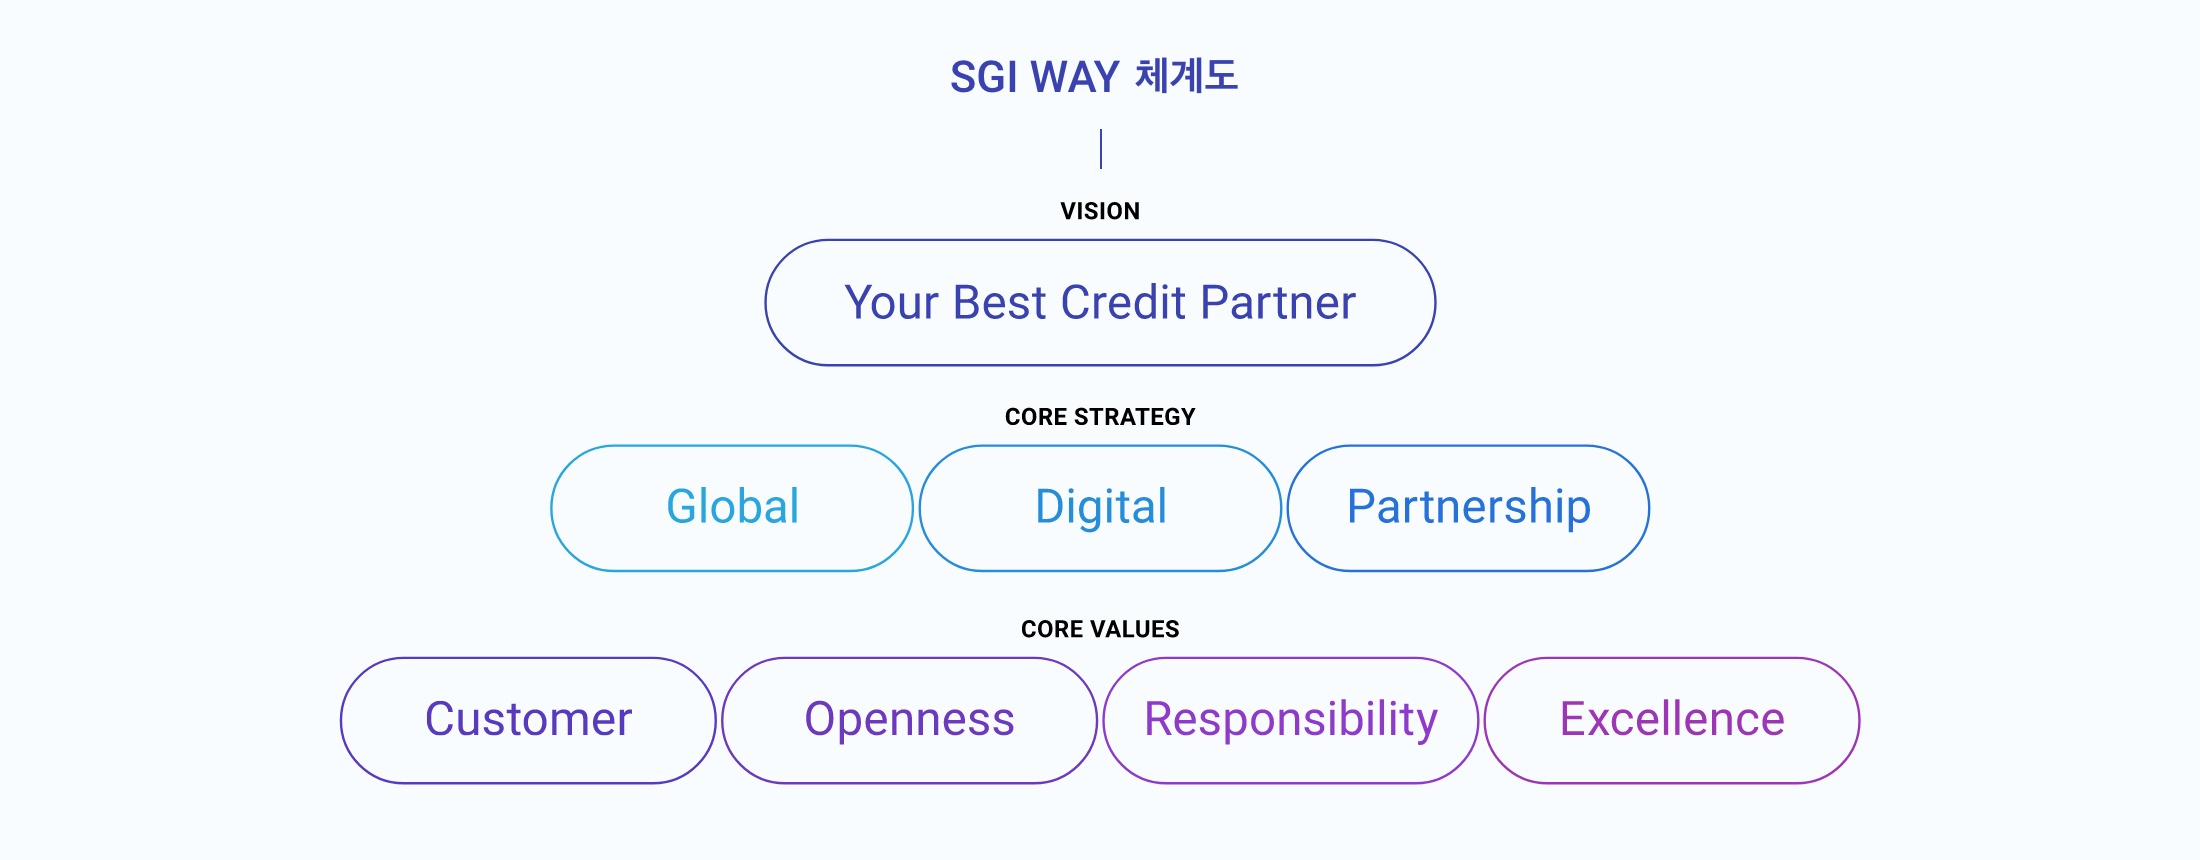 SGI WAY 체계도
VISION
Your Best Credit Partner
CORE STRATEGY
Global Digital Partnership
CORE VALUES
Customer Openness Responsibility Excellence